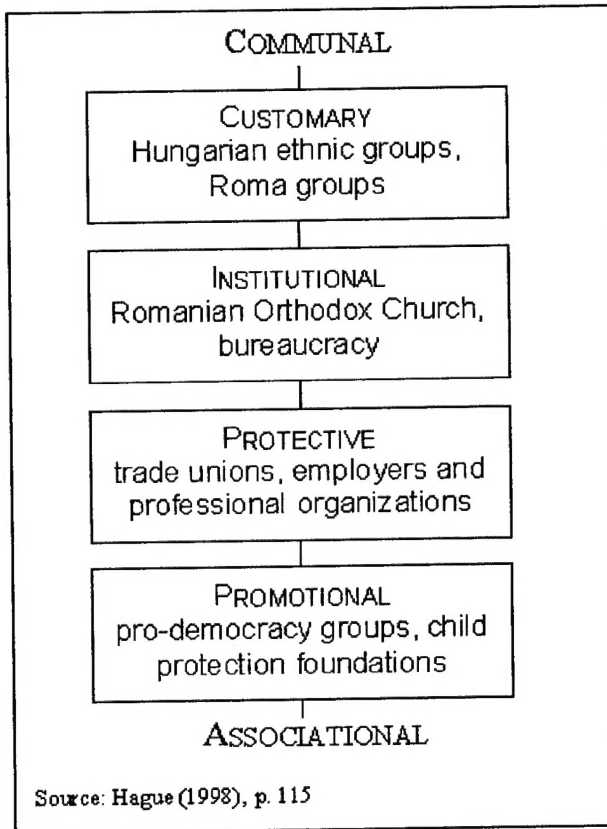 COMMUNAL
CUSTOMARY
Hungarian ethnic groups,
Roma groups
INSTITUTIONAL
Romanian Orthodox Church,
bureaucracy
PROTECTIVE
trade unions, employers and
professional organizations
PROMOTIONAL
pro-democracy groups, child
protection foundations
ASSOCIATIONAL
Source: Hague (1998), p. 115